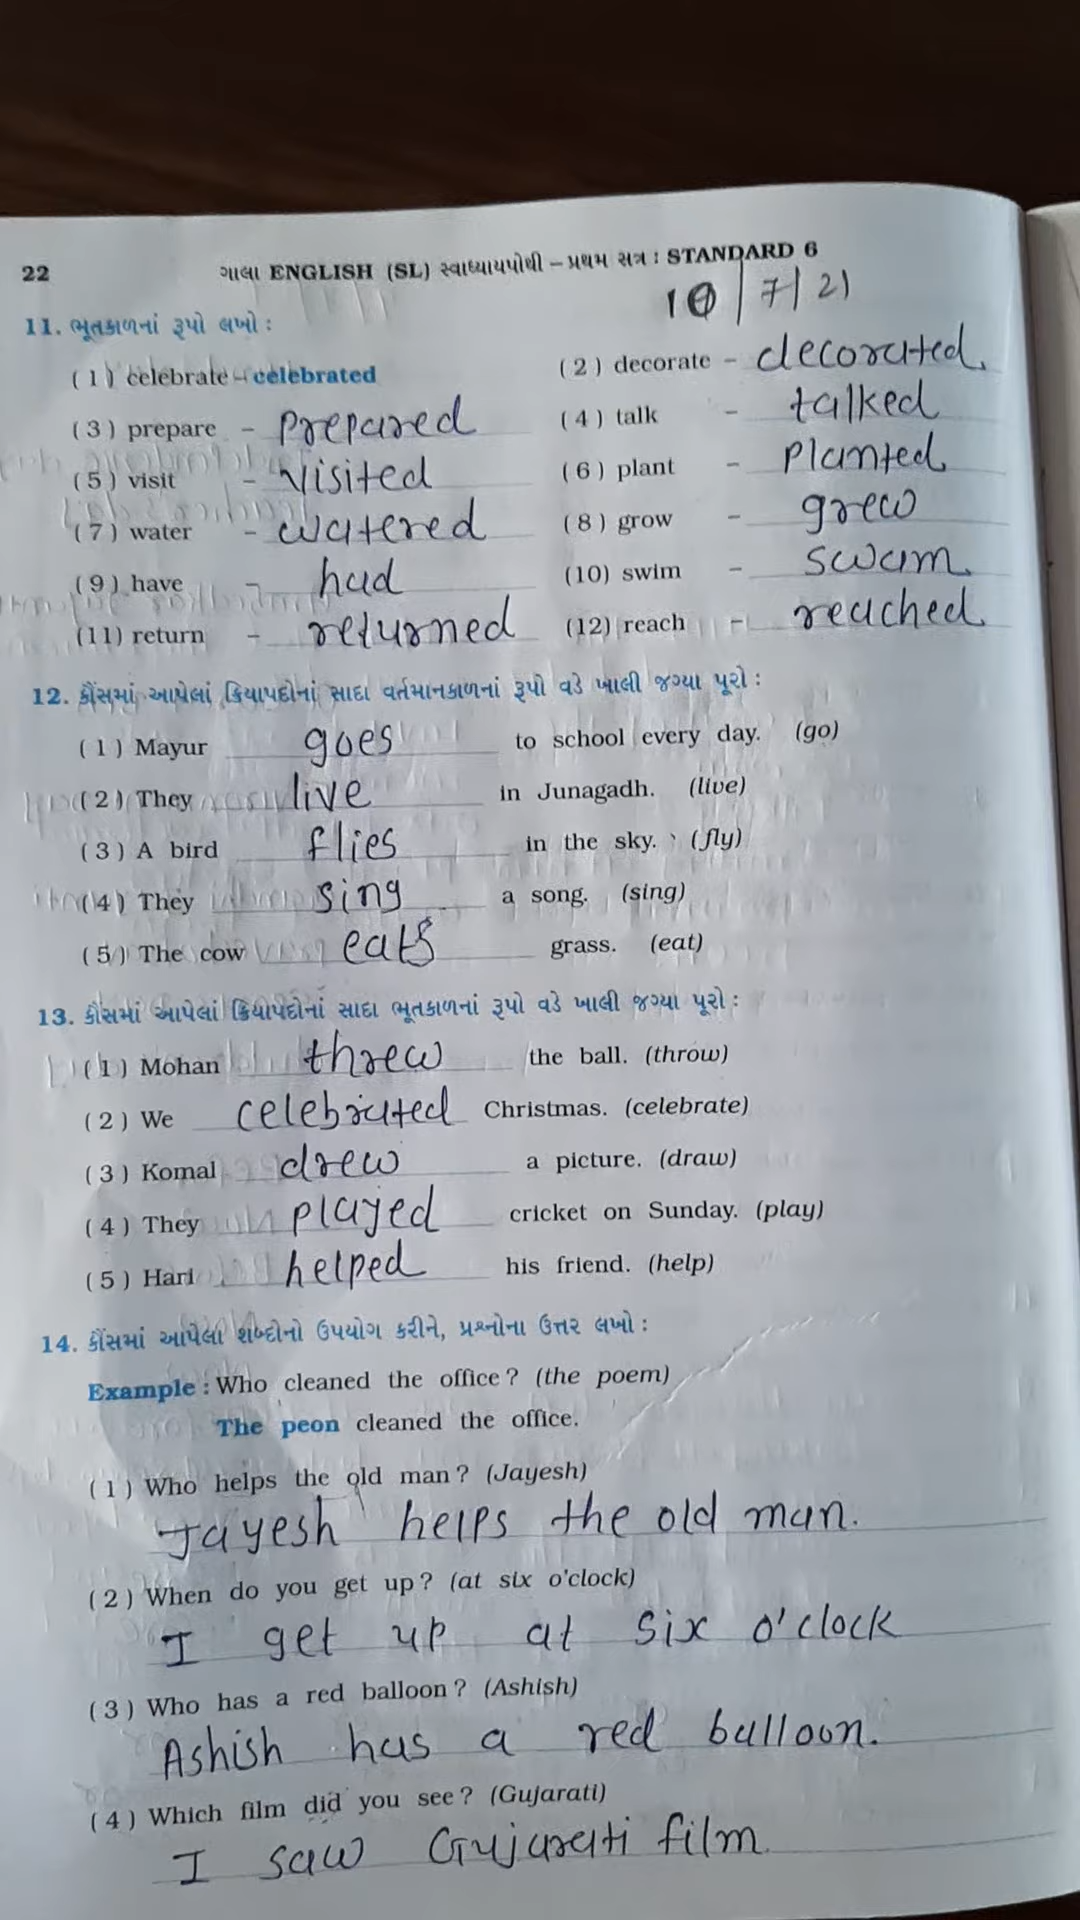 22 ગાલા ENGLISH (SL) સ્વાધ્યાયપોથી – પ્રથમ સત્ર : STANDARD 6
10/7/21
11. ભૂતકાળનાં રૂપો લખો :
(1) celebrate – celebrated (2) decorate – decorated
(3) prepare – prepared (4) talk – talked
(5) visit – visited (6) plant – planted
(7) water – watered (8) grow – grew
(9) have – had (10) swim – swam
(11) return – returned (12) reach – reached
12. કૌંસમાં આપેલાં ક્રિયાપદોનાં સાદા વર્તમાનકાળનાં રૂપો વડે ખાલી જગ્યા પૂરો :
(1) Mayur goes to school every day. (go)
(2) They live in Junagadh. (live)
(3) A bird flies in the sky. (fly)
(4) They sing a song. (sing)
(5) The cow eats grass. (eat)
13. કૌંસમાં આપેલાં ક્રિયાપદોનાં સાદા ભૂતકાળનાં રૂપો વડે ખાલી જગ્યા પૂરો :
(1) Mohan threw the ball. (throw)
(2) We celebrated Christmas. (celebrate)
(3) Komal drew a picture. (draw)
(4) They played cricket on Sunday. (play)
(5) Hari helped his friend. (help)
14. કૌંસમાં આપેલા શબ્દોનો ઉપયોગ કરીને, પ્રશ્નોના ઉત્તર લખો :
Example : Who cleaned the office? (the poem)
The peon cleaned the office.
(1) Who helps the old man? (Jayesh)
Jayesh helps the old man.
(2) When do you get up? (at six o'clock)
I get up at six o'clock
(3) Who has a red balloon? (Ashish)
Ashish has a red balloon.
(4) Which film did you see? (Gujarati)
I saw Gujarati film.